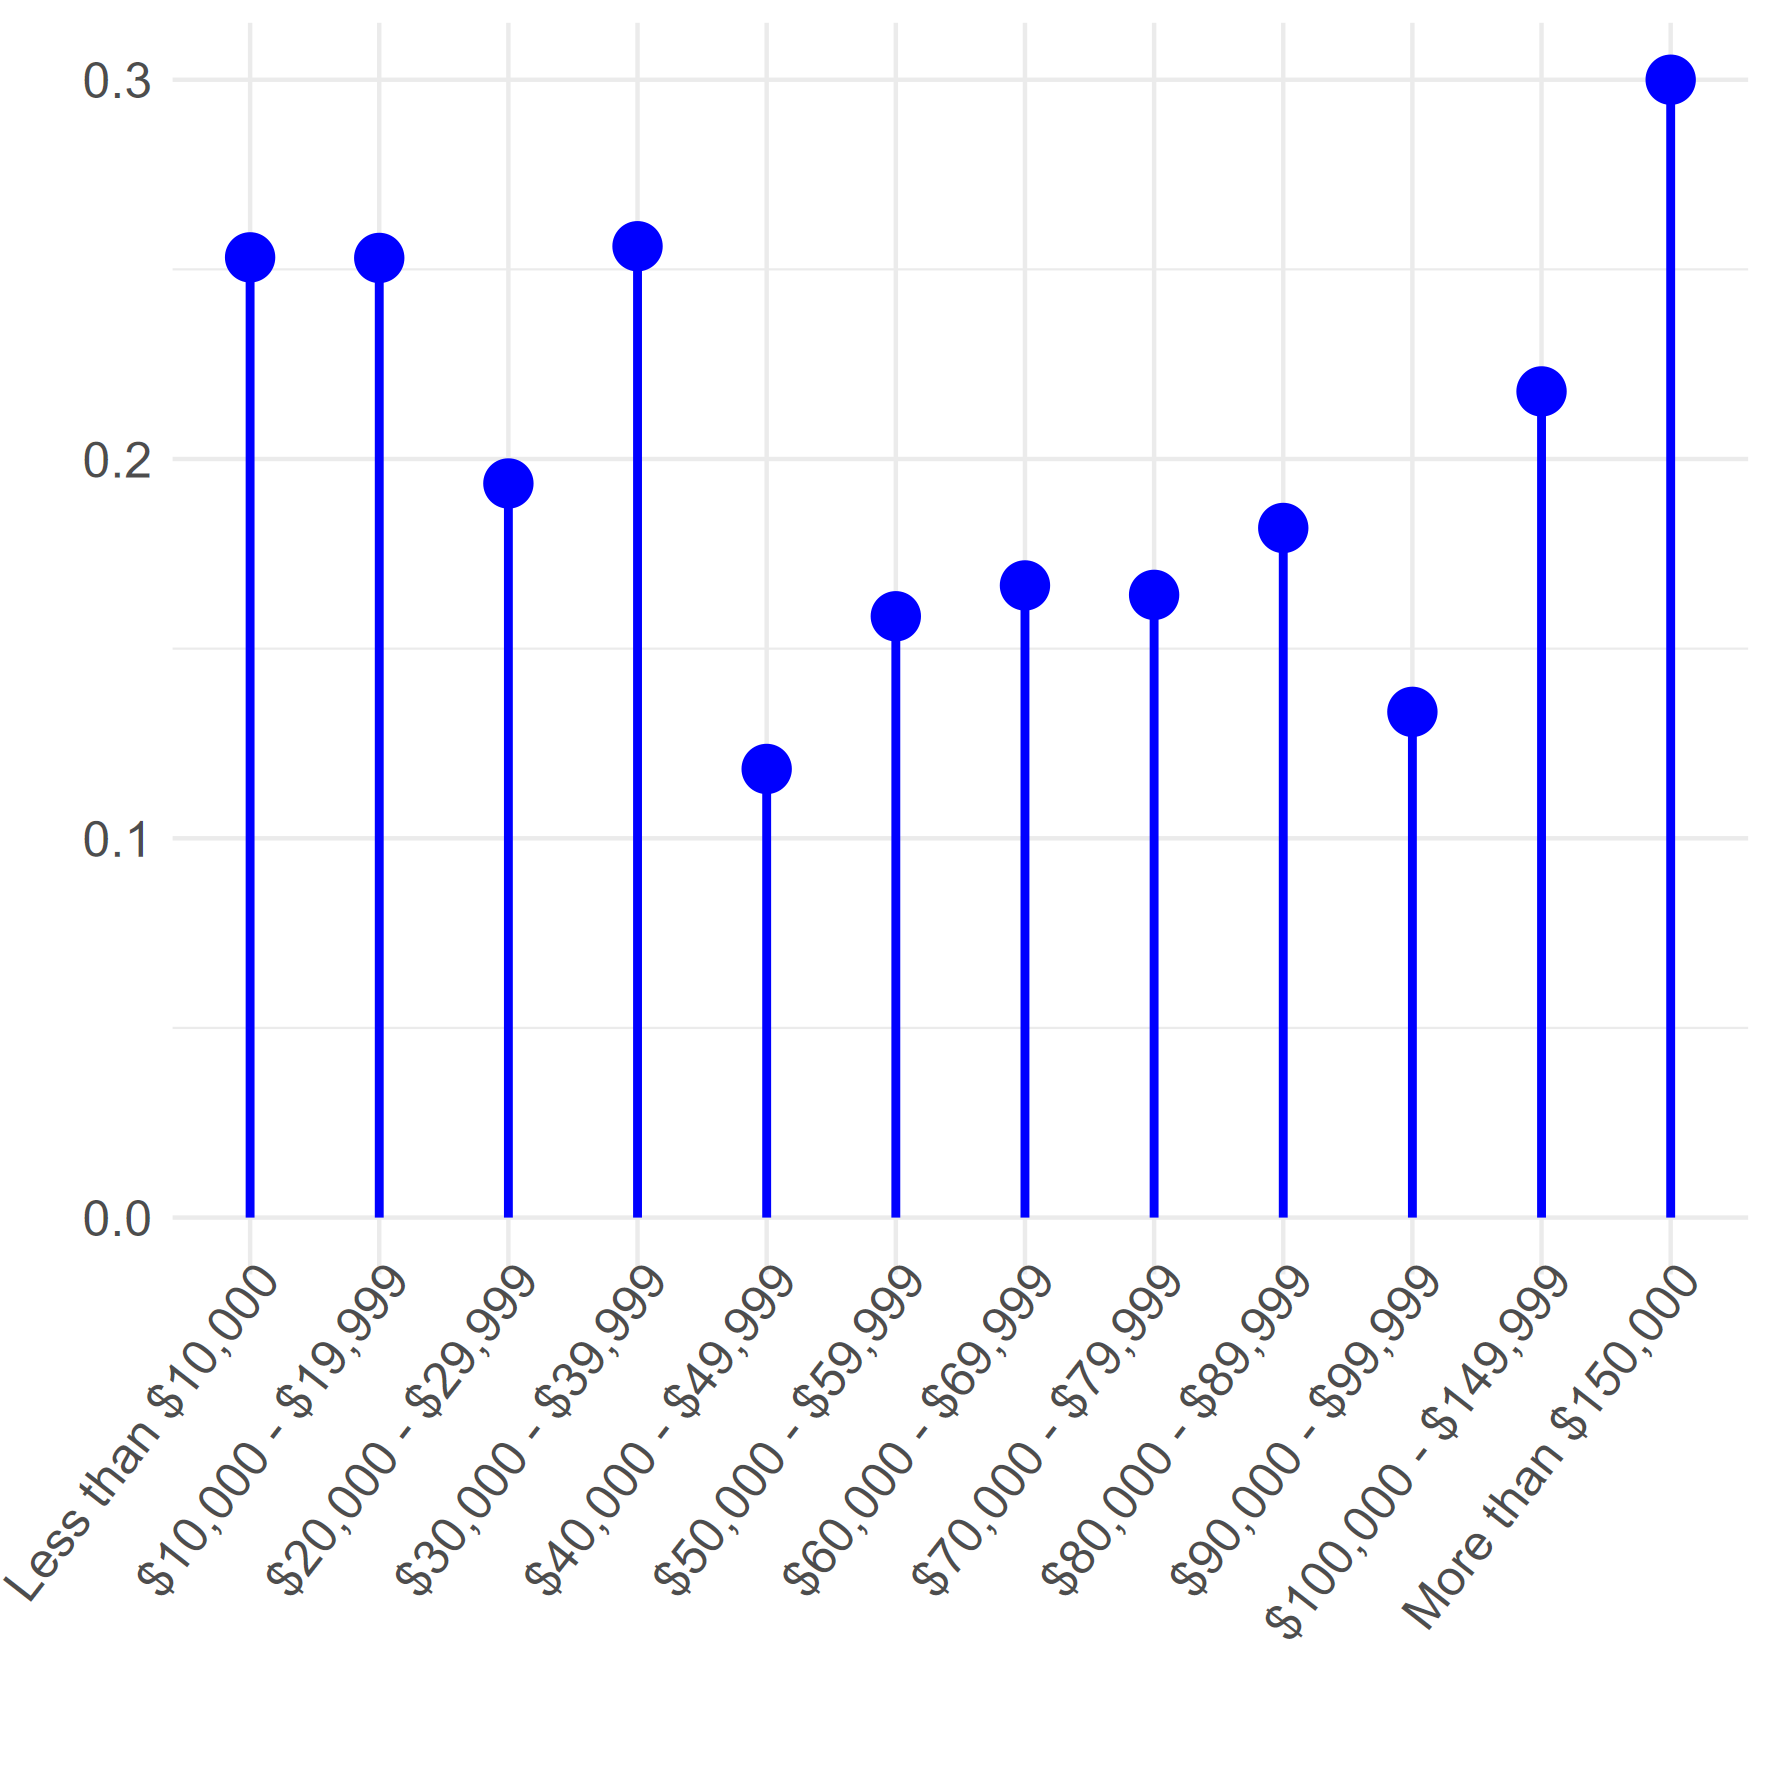 0.3
0.2
0.1
0.0
Less than $10,000
$10,000 - $19,999
$20,000 - $29,999
$30,000 - $39,999
$40,000 - $49,999
$50,000 - $59,999
$60,000 - $69,999
$70,000 - $79,999
$80,000 - $89,999
$90,000 - $99,999
$100,000 - $149,999
More than $150,000